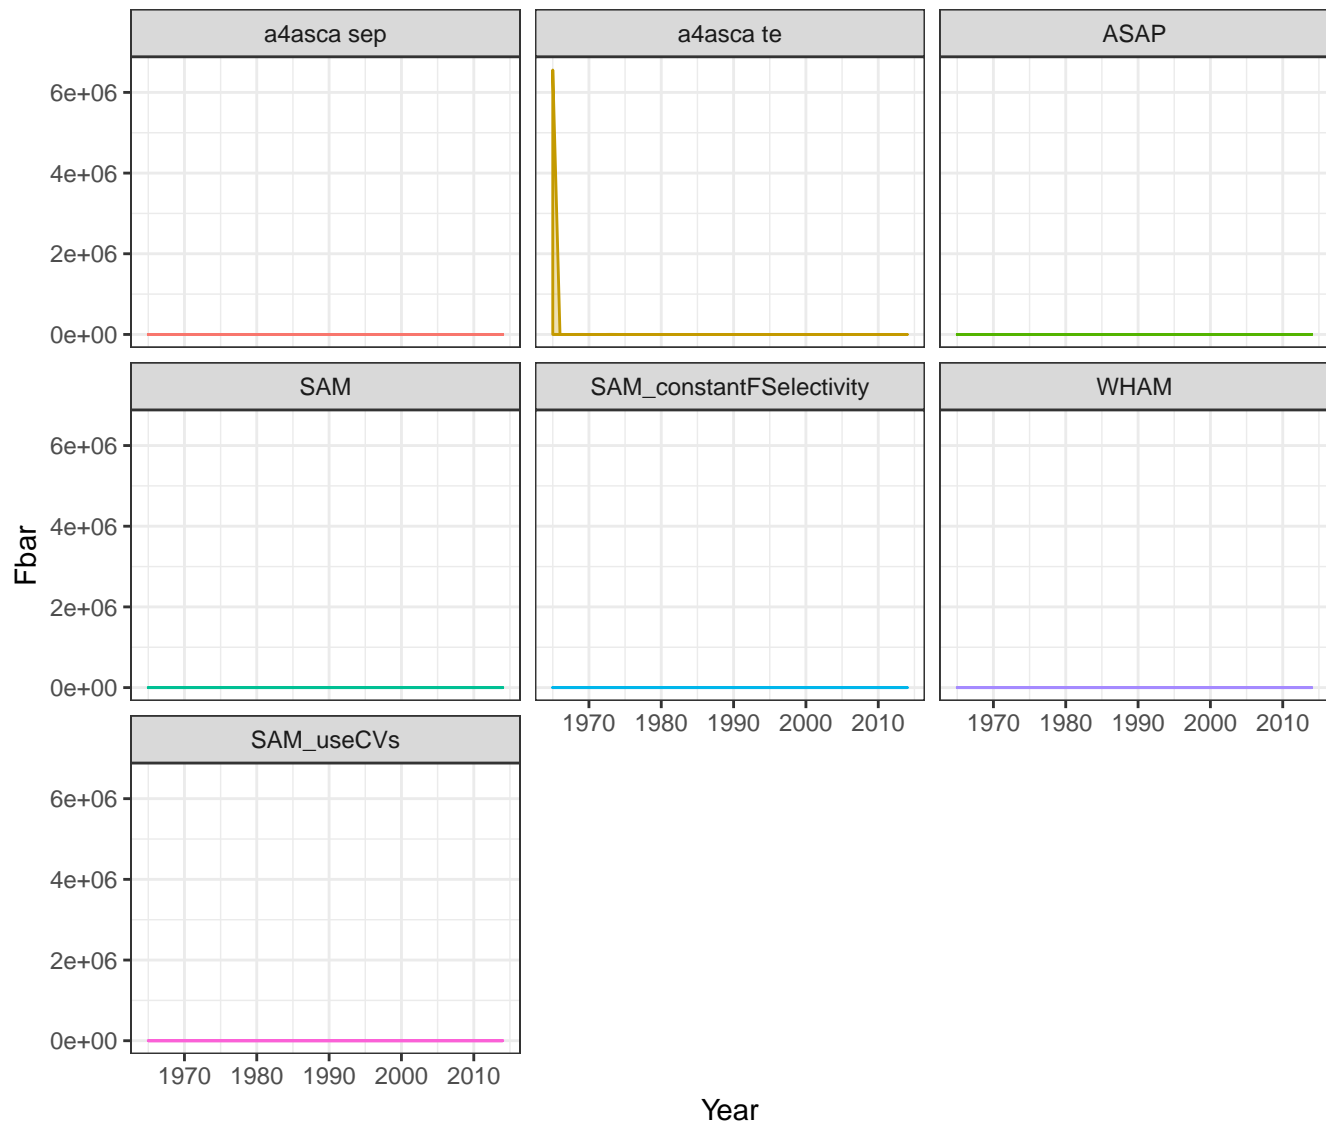 a4asca sep
a4asca te
ASAP
6e+06
4e+06
2e+06
0e+00
SAM
SAM_constantFSelectivity
WHAM
6e+06
4e+06
2e+06
0e+00
1970 1980 1990 2000 2010
1970 1980 1990 2000 2010
SAM_useCVs
6e+06
4e+06
2e+06
0e+00
1970 1980 1990 2000 2010
Fbar
Year